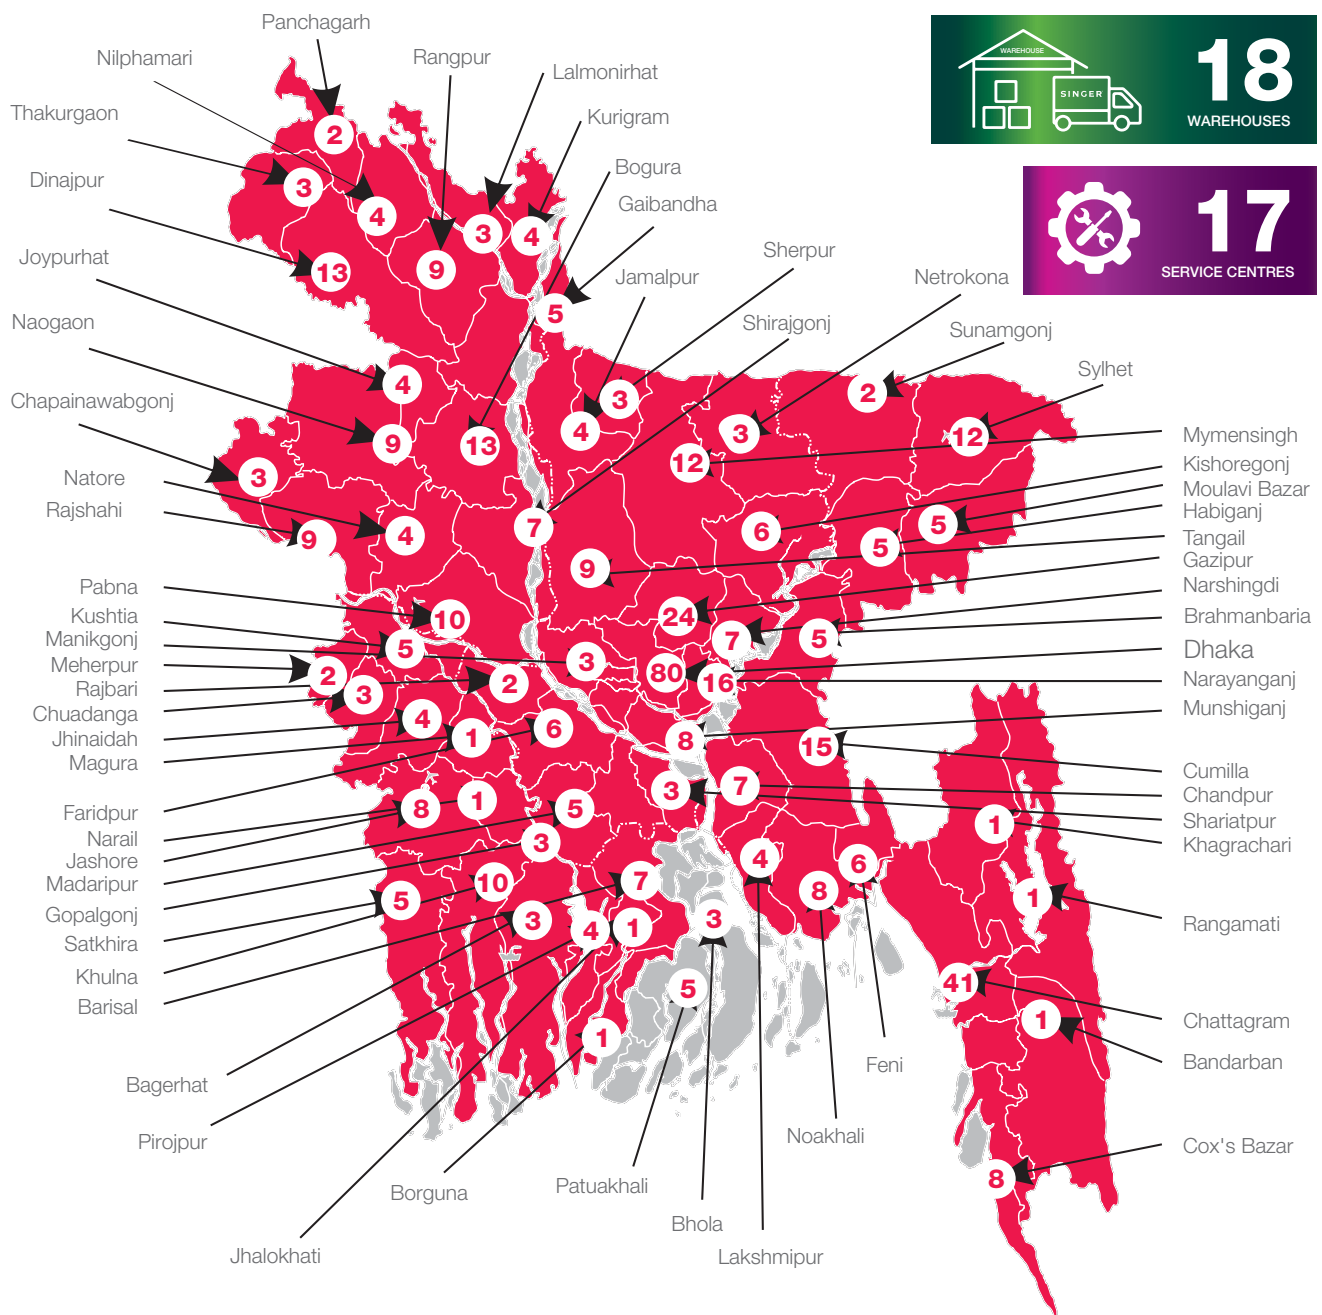 Panchagarh
Nilphamari
Rangpur
Lalmonirhat
Thakurgaon
Kurigram
Dinajpur
Bogura
Gaibandha
Joypurhat
Sherpur
Jamalpur
Netrokona
Naogaon
Shirajgonj
Sunamgonj
Sylhet
Chapainawabgonj
WAREHOUSE
SINGER
18
WAREHOUSES
17
SERVICE CENTRES
Natore
Rajshahi
Pabna
Kushtia
Manikgonj
Meherpur
Rajbari
Chuadanga
Jhinaidah
Magura
Faridpur
Narail
Jashore
Madaripur
Gopalgonj
Satkhira
Khulna
Barisal
Bagerhat
Pirojpur
Jhalokhati
Borguna
Patuakhali
Bhola
Lakshmipur
Noakhali
Feni
Mymensingh
Kishoregonj
Moulavi Bazar
Habiganj
Tangail
Gazipur
Narshingdi
Brahmanbaria
Dhaka
Narayanganj
Munshiganj
Cumilla
Chandpur
Shariatpur
Khagrachari
Rangamati
Chattagram
Bandarban
Cox's Bazar
2
3
4
3
4
9
13
5
4
3
2
4
3
9
13
12
12
3
7
6
5
5
9
4
9
24
10
7
5
5
3
2
80
16
3
2
4
1
6
8
15
8
1
5
3
7
1
3
4
6
5
10
7
8
1
3
4
1
3
41
5
1
1
8